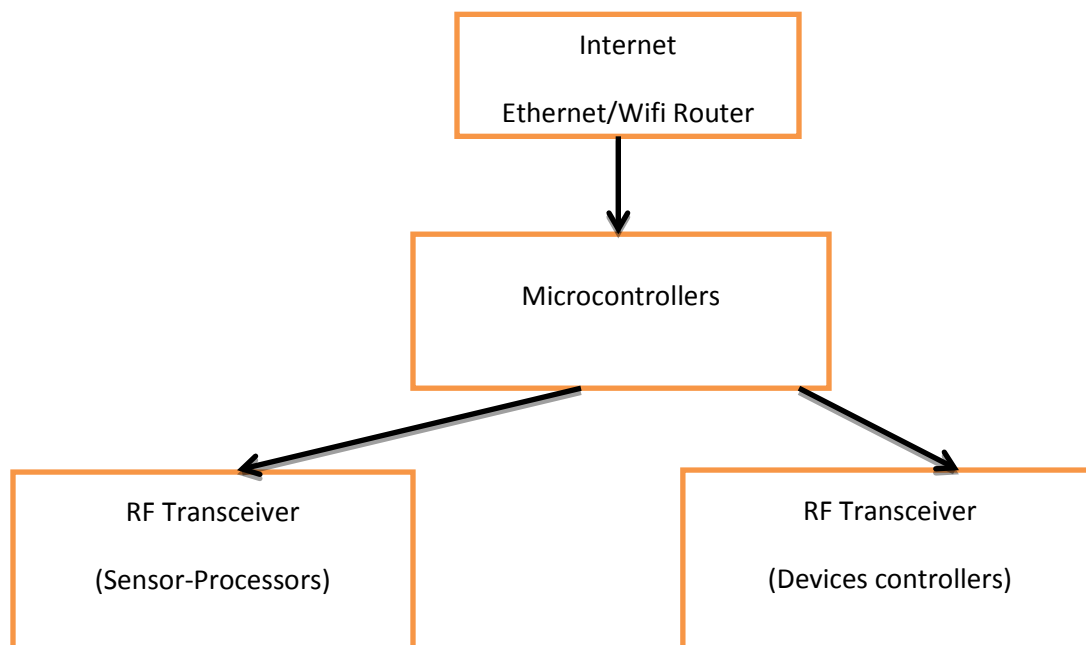 Internet
Ethernet/Wifi Router
Microcontrollers
RF Transceiver
(Sensor-Processors)
RF Transceiver
(Devices controllers)